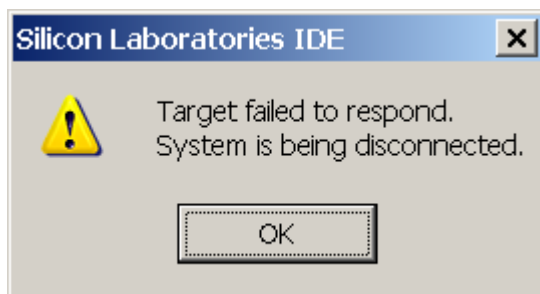 Silicon Laboratories IDE
Target failed to respond.
System is being disconnected.
OK